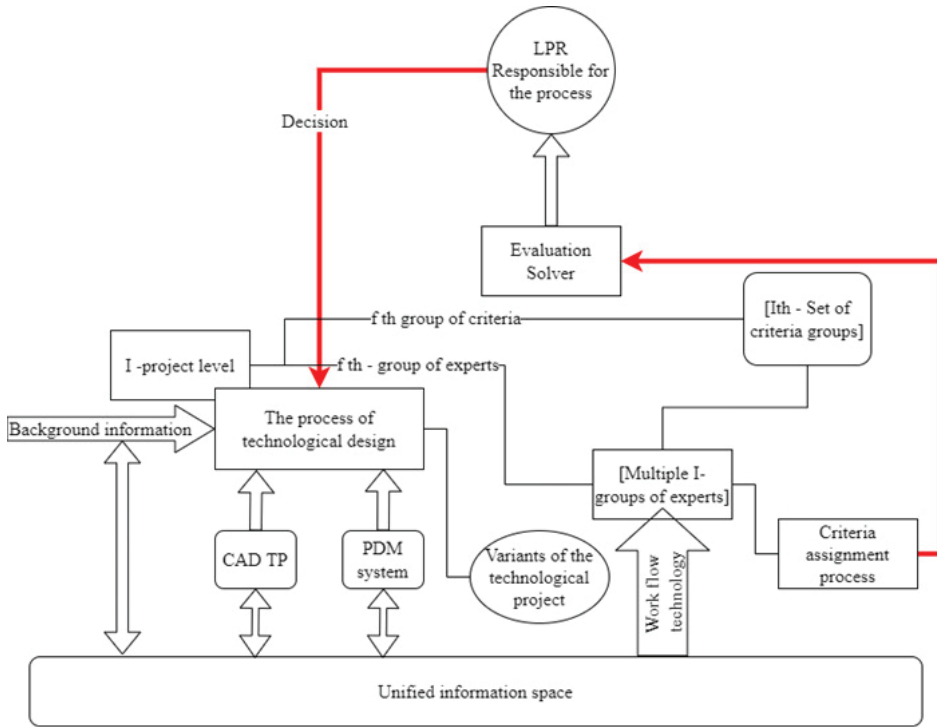 LPR
Responsible for
the process
Decision
Evaluation
Solver
[Ith - Set of
criteria groups]
f th group of criteria
I -project level
f th - group of experts
The process of
technological design
Background information
[Multiple I-
groups of experts]
CAD TP
PDM
system
Variants of the
technological
project
Work flow
technology
Criteria
assignment
process
Unified information space